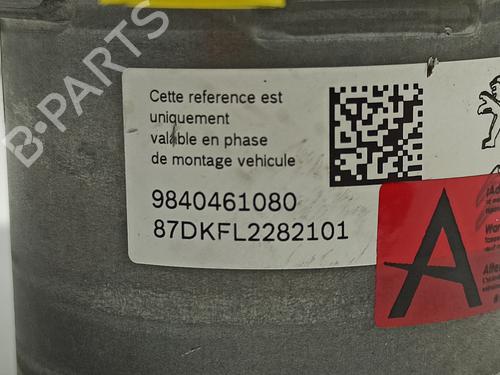 B-PARTS
Cette reference est
uniquement
valable en phase
de montage vehicule
9840461080
87DKFL2282101
A